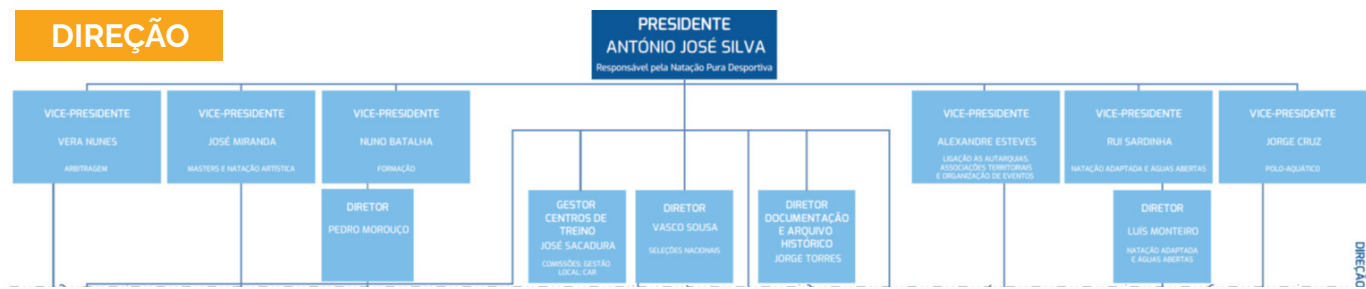 DIREÇÃO
PRESIDENTE
ANTÓNIO JOSÉ SILVA
Responsável pela Natação Pura Desportiva
VICE-PRESIDENTE
VERA NUNES
ARBITRAGEM
VICE-PRESIDENTE
JOSÉ MIRANDA
MASTERS E NATAÇÃO ARTÍSTICA
VICE-PRESIDENTE
NUNO BATALHA
FORMAÇÃO
VICE-PRESIDENTE
ALEXANDRE ESTEVES
LIGAÇÃO ÀS AUTARQUIAS,
ASSOCIAÇÕES TERRITORIAIS
E ORGANIZAÇÃO DE EVENTOS
VICE-PRESIDENTE
RUI SARDINHA
NATAÇÃO ADAPTADA E ÁGUAS ABERTAS
VICE-PRESIDENTE
JORGE CRUZ
POLO-AQUÁTICO
DIRETOR
PEDRO MOROUÇO
GESTOR
CENTROS DE
TREINO
JOSÉ SACADURA
COMISSÕES: GESTÃO
LOCAL; CAR
DIRETOR
VASCO SOUSA
SELEÇÕES NACIONAIS
DIRETOR
DOCUMENTAÇÃO
E ARQUIVO
HISTÓRICO
JORGE TORRES
DIRETOR
LUÍS MONTEIRO
NATAÇÃO ADAPTADA
E ÁGUAS ABERTAS
DIREÇÃO